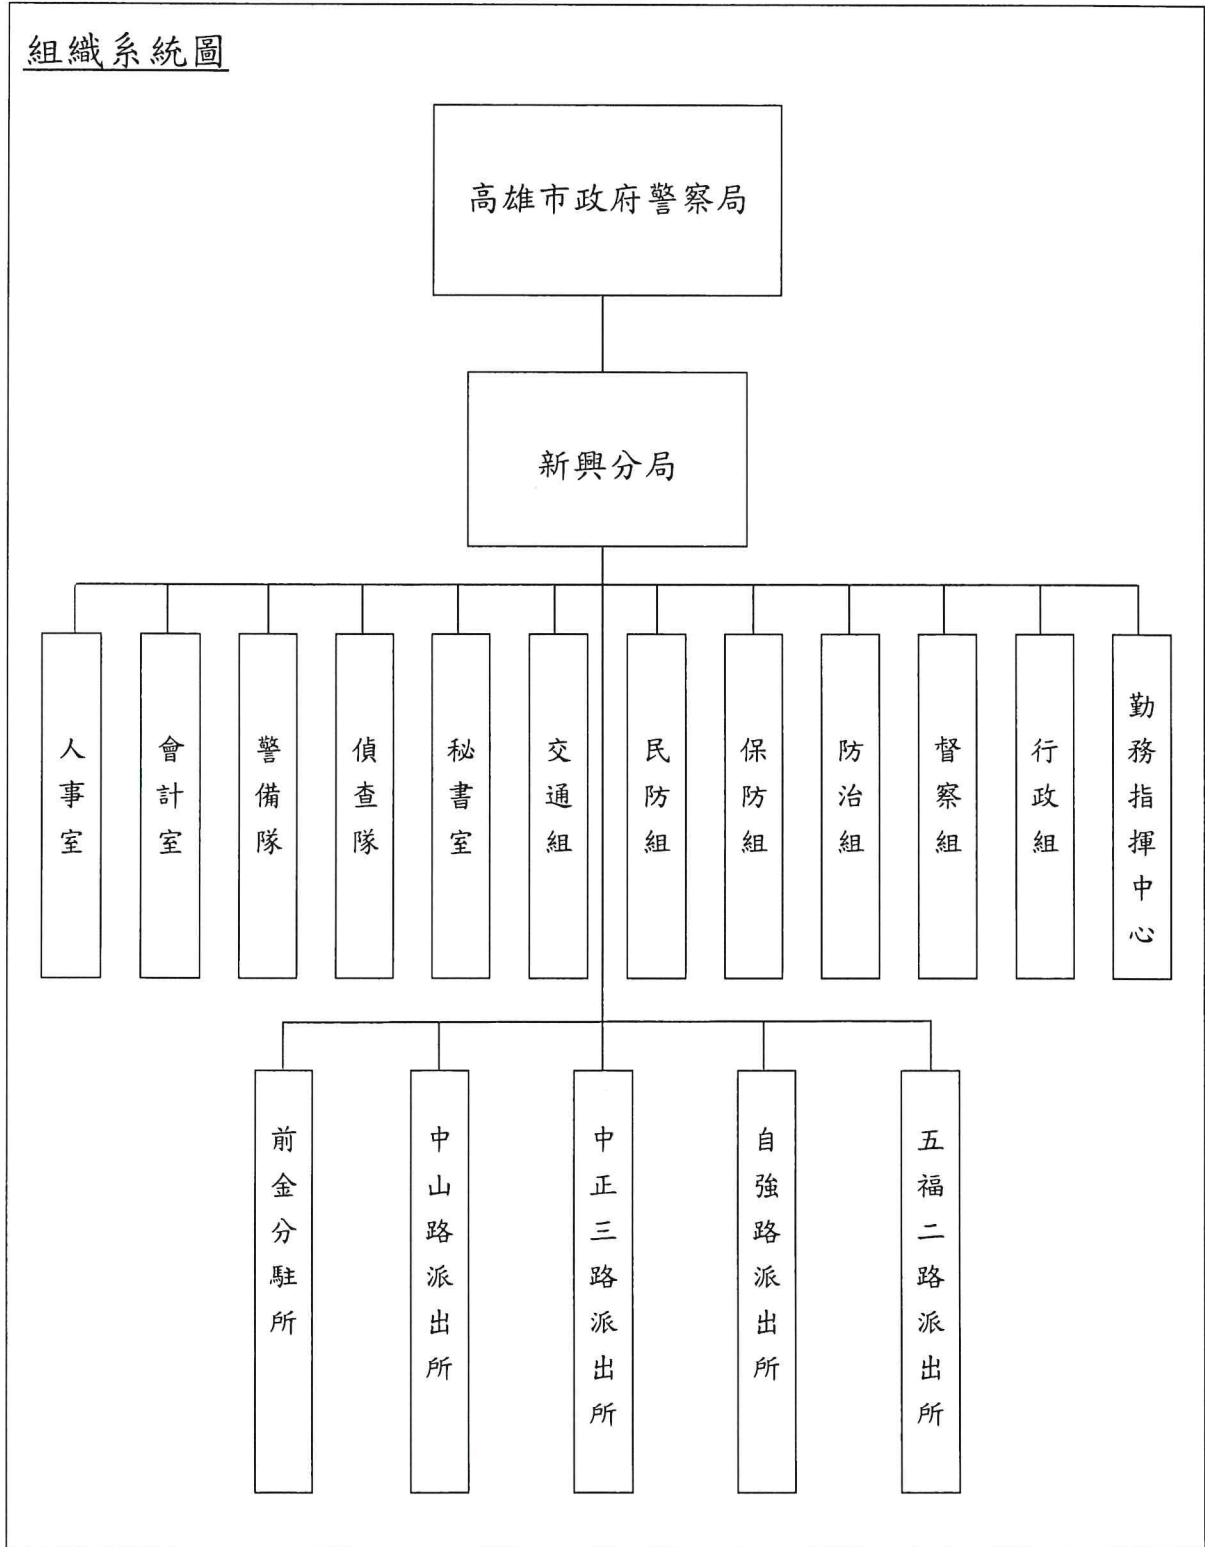 組織系統圖
高雄市政府警察局
新興分局
人事室
會計室
警備隊
偵查隊
秘書室
交通組
民防組
保防組
防治組
督察組
行政組
勤務指揮中心
前金分駐所
中山路派出所
中正三路派出所
自強路派出所
五福二路派出所